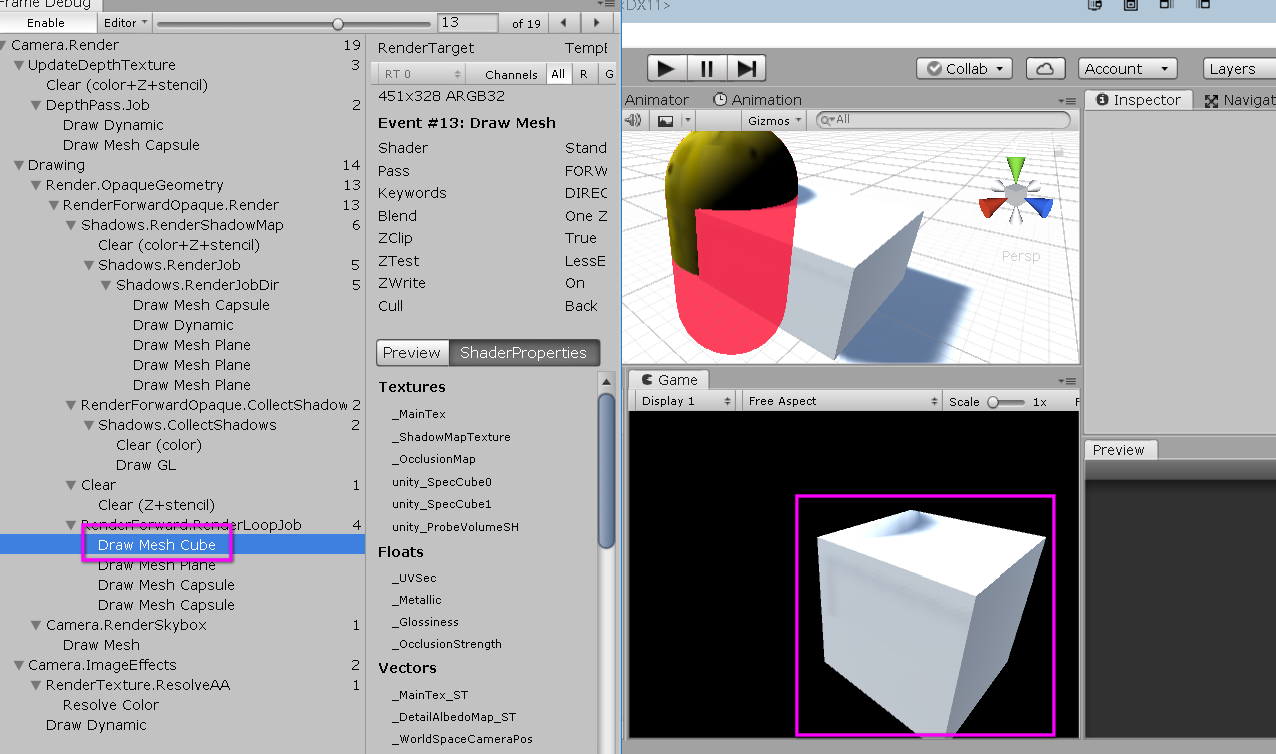 Frame Debug
Enable
Editor
13
of 19
Camera.Render 19
UpdateDepthTexture 3
Clear (color+Z+stencil)
DepthPass.Job 2
Draw Dynamic
Draw Mesh Capsule
Drawing 14
Render.OpaqueGeometry 13
RenderForwardOpaque.Render 13
Shadows.RenderShadowMap 6
Clear (color+Z+stencil)
Shadows.RenderJob 5
Shadows.RenderJobDir 5
Draw Mesh Capsule
Draw Dynamic
Draw Mesh Plane
Draw Mesh Plane
Draw Mesh Plane
RenderForwardOpaque.CollectShadow 2
Shadows.CollectShadows 2
Clear (color)
Draw GL
Clear 1
Clear (Z+stencil)
RenderForward.RenderLoopJob 4
Draw Mesh Cube
Draw Mesh Plane
Draw Mesh Capsule
Draw Mesh Capsule
Camera.RenderSkybox 1
Draw Mesh
Camera.ImageEffects 2
RenderTexture.ResolveAA 1
Resolve Color
Draw Dynamic
RenderTarget Temp
RT 0 Channels All R G
451x328 ARGB32
Event #13: Draw Mesh
Shader Stand
Pass FORW
Keywords DIREC
Blend One Z
ZClip True
ZTest LessE
ZWrite On
Cull Back
Preview ShaderProperties
Textures
_MainTex
_ShadowMapTexture
_OcclusionMap
unity_SpecCube0
unity_SpecCube1
unity_ProbeVolumeSH
Floats
_UVSec
_Metallic
_Glossiness
_OcclusionStrength
Vectors
_MainTex_ST
_DetailAlbedoMap_ST
_WorldSpaceCameraPos
<DX11>
Collab
Account
Layers
Animator
Animation
Gizmos
All
Persp
Game
Display 1
Free Aspect
Scale
1x
Inspector
Navigat
Preview